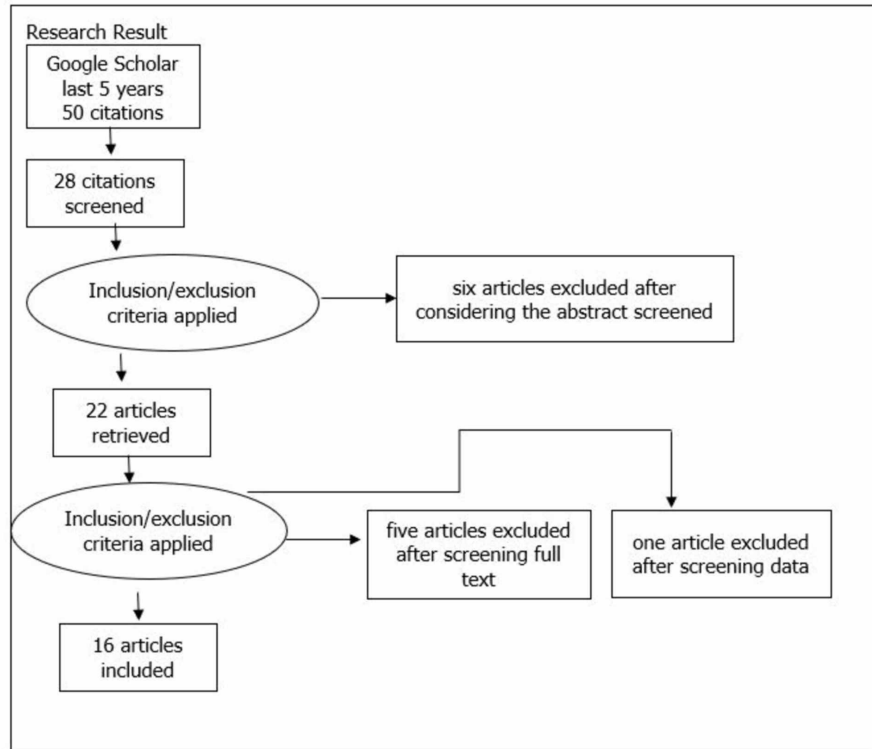 Research Result
Google Scholar
last 5 years
50 citations
28 citations
screened
Inclusion/exclusion
criteria applied
six articles excluded after
considering the abstract screened
22 articles
retrieved
Inclusion/exclusion
criteria applied
five articles excluded
after screening full
text
one article excluded
after screening data
16 articles
included